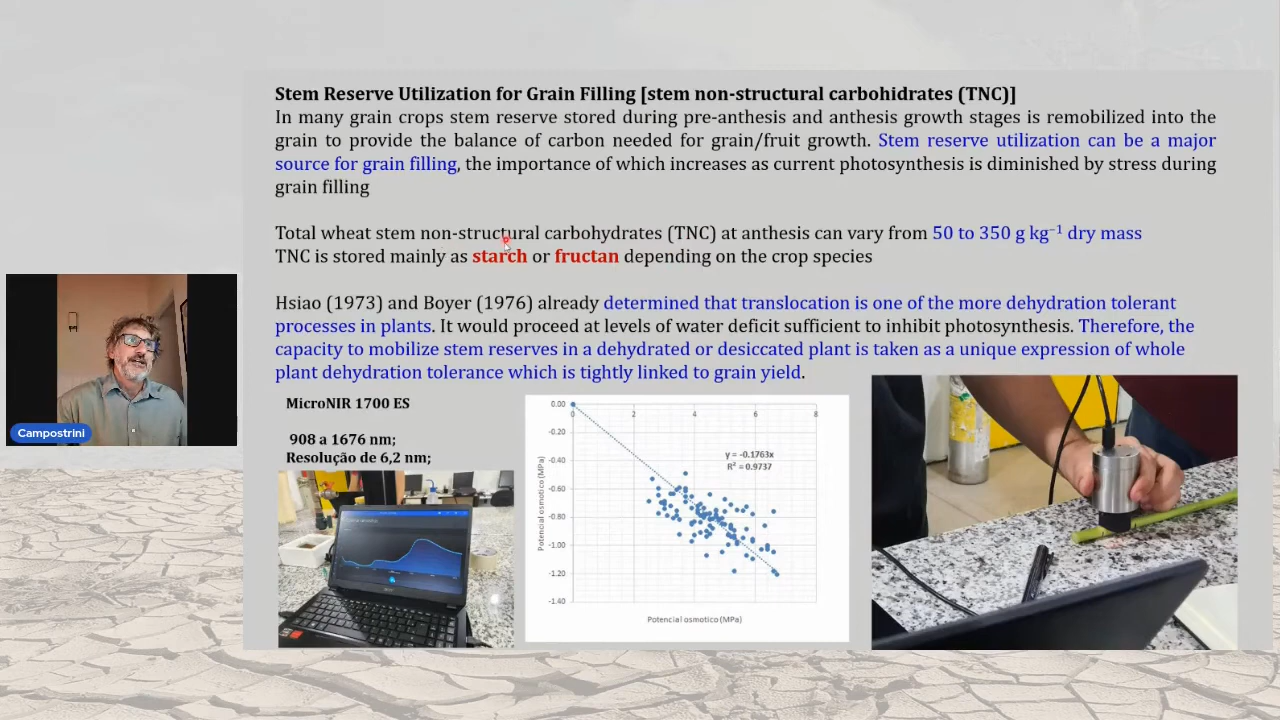 Stem Reserve Utilization for Grain Filling [stem non-structural carbohidrates (TNC)]
In many grain crops stem reserve stored during pre-anthesis and anthesis growth stages is remobilized into the
grain to provide the balance of carbon needed for grain/fruit growth. Stem reserve utilization can be a major
source for grain filling, the importance of which increases as current photosynthesis is diminished by stress during
grain filling
Total wheat stem non-structural carbohydrates (TNC) at anthesis can vary from 50 to 350 g kg⁻¹ dry mass
TNC is stored mainly as starch or fructan depending on the crop species
Hsiao (1973) and Boyer (1976) already determined that translocation is one of the more dehydration tolerant
processes in plants. It would proceed at levels of water deficit sufficient to inhibit photosynthesis. Therefore, the
capacity to mobilize stem reserves in a dehydrated or desiccated plant is taken as a unique expression of whole
plant dehydration tolerance which is tightly linked to grain yield.
Campostrini
MicroNIR 1700 ES
908 a 1676 nm;
Resolução de 6,2 nm;
0.00
0 2 4 6 8
-0.20
-0.40
y = -0.1763x
R² = 0.9737
-0.60
-0.80
-1.00
-1.20
-1.40
Potencial osmotico (MPa)
Potencial osmotico (MPa)
acer